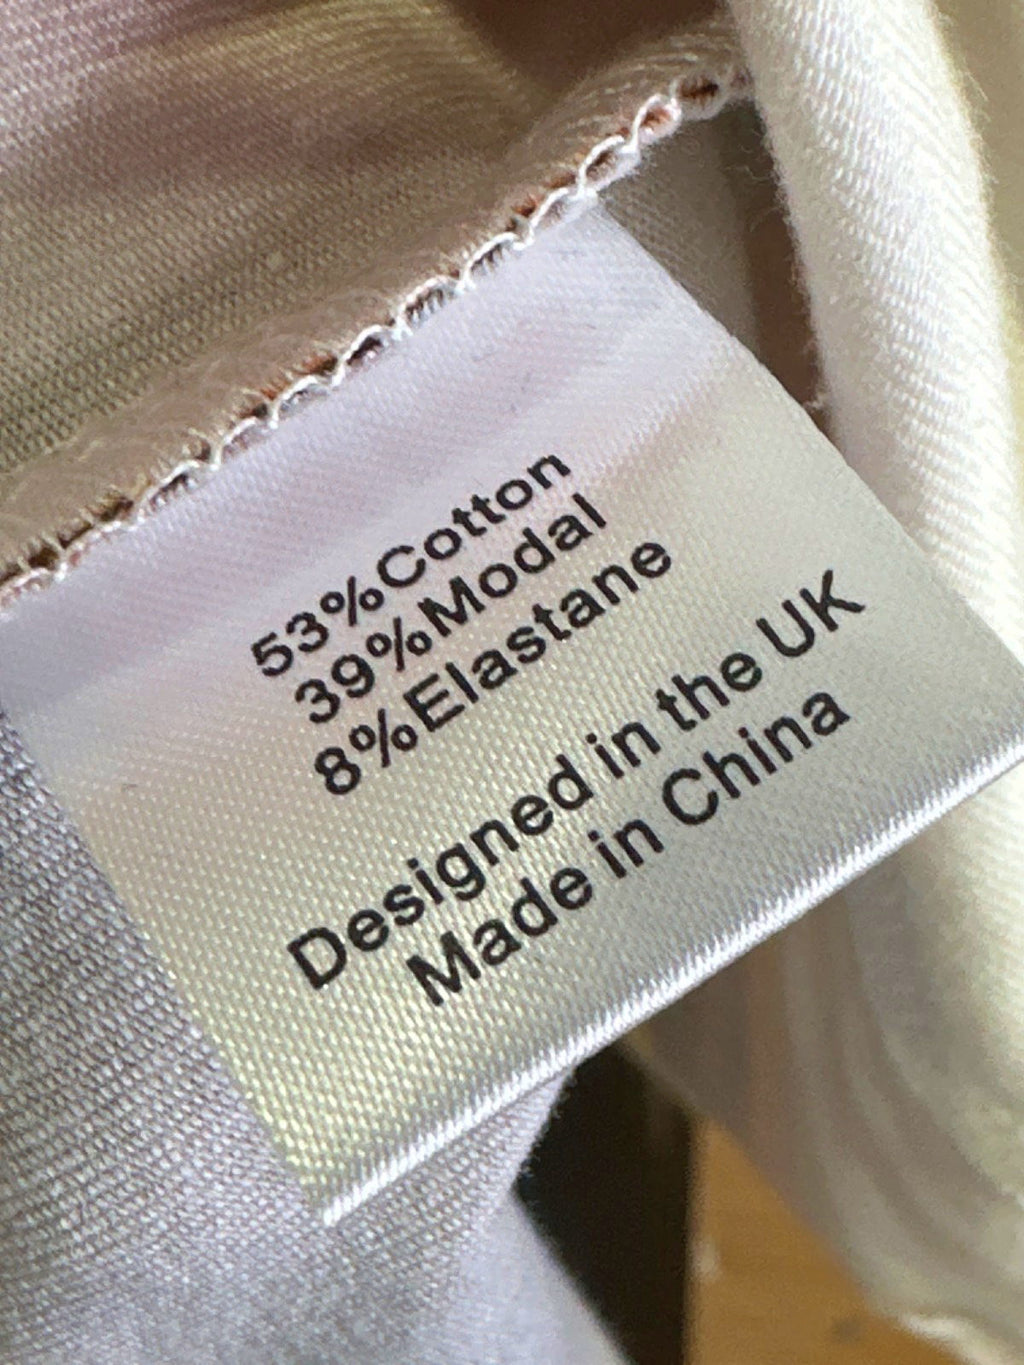 53%Cotton
39%Modal
8%Elastane
Designed in the UK
Made in China